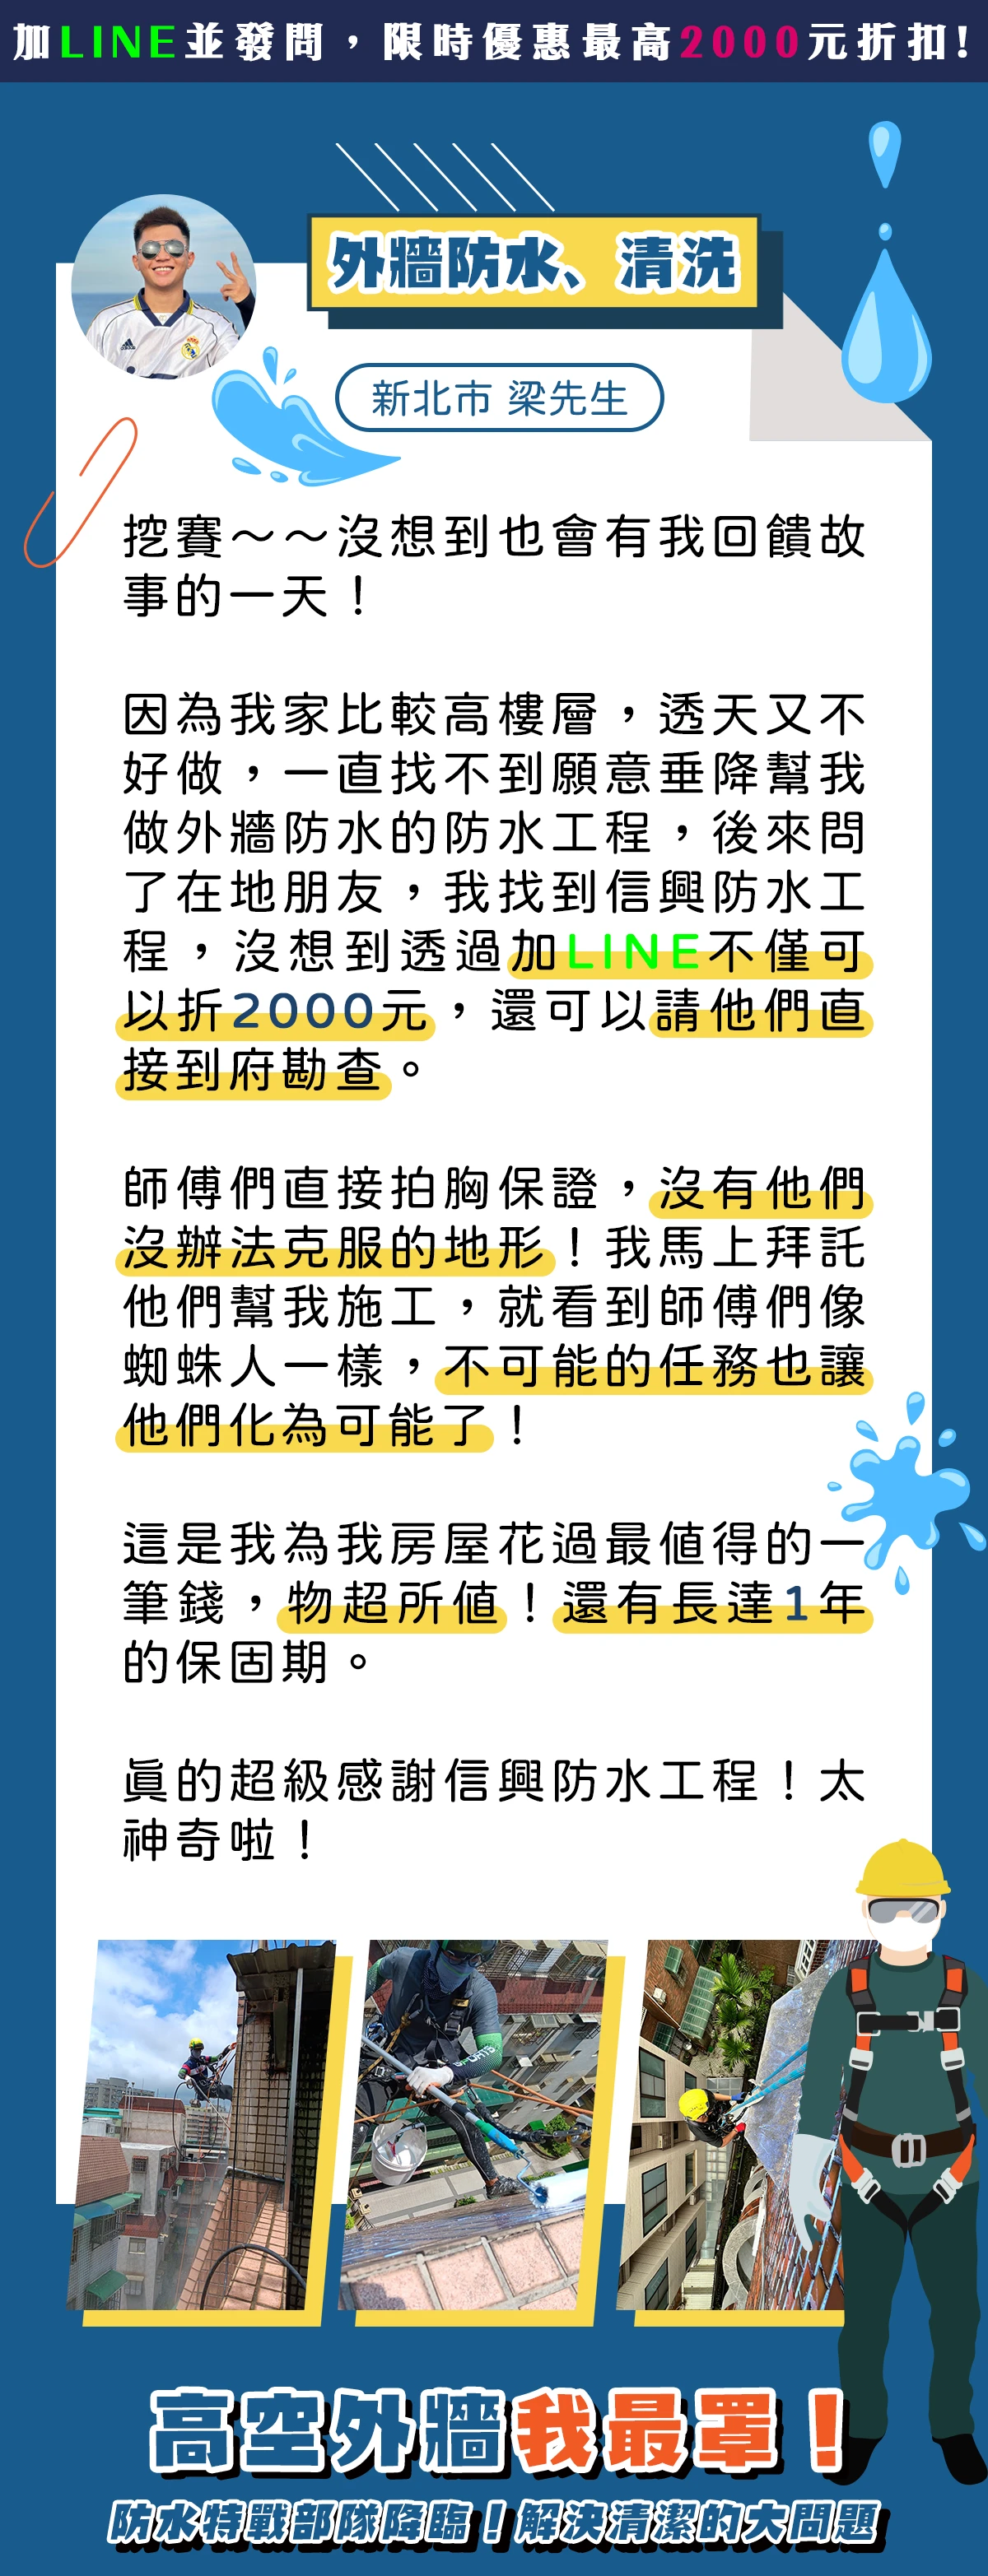 加LINE並發問，限時優惠最高2000元折扣!
外牆防水、清洗
新北市 梁先生
挖賽～～沒想到也會有我回饋故
事的一天！
因為我家比較高樓層，透天又不
好做，一直找不到願意垂降幫我
做外牆防水的防水工程，後來問
了在地朋友，我找到信興防水工
程，沒想到透過加LINE不僅可
以折2000元，還可以請他們直
接到府勘查。
師傅們直接拍胸保證，沒有他們
沒辦法克服的地形！我馬上拜託
他們幫我施工，就看到師傅們像
蜘蛛人一樣，不可能的任務也讓
他們化為可能了！
這是我為我房屋花過最值得的一
筆錢，物超所值！還有長達1年
的保固期。
真的超級感謝信興防水工程！太
神奇啦！
SPORTS
高空外牆我最罩！
防水特戰部隊降臨！解決清潔的大問題